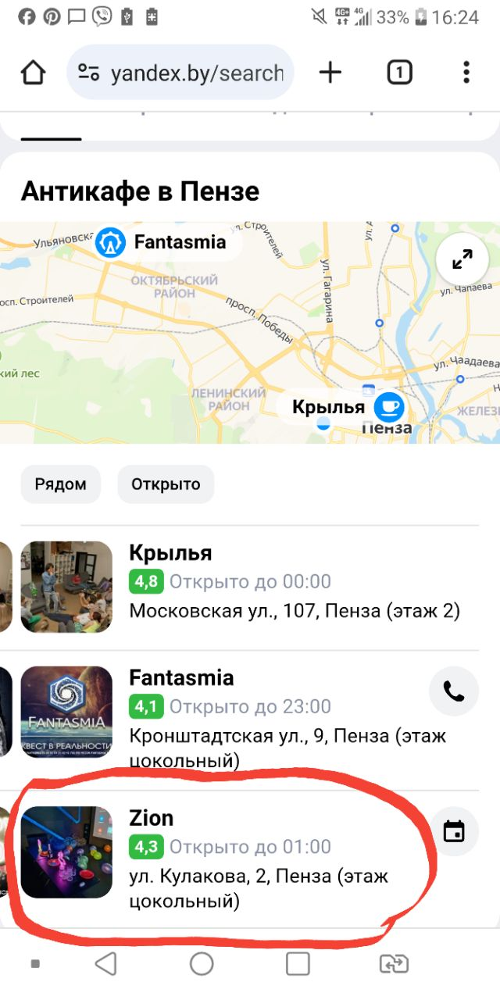 33% 16:24
yandex.by/search
1
Антикафе в Пензе
Ульяновска
Fantasmia
ул. Строителей
ул. Гагарина
ОКТЯБРЬСКИЙ
РАЙОН
ул. Чапаева
просп. Победы
осп. Строителей
кий лес
ул. Чаадаева
ЛЕНИНСКИЙ
РАЙОН
Крылья
ЖЕЛЕЗ
Пенза
Рядом
Открыто
Крылья
4,8 Открыто до 00:00
Московская ул., 107, Пенза (этаж 2)
Fantasmia
4,1 Открыто до 23:00
Кронштадтская ул., 9, Пенза (этаж
цокольный)
FANTASMIA
КВЕСТ В РЕАЛЬНОСТИ
Zion
4,3 Открыто до 01:00
ул. Кулакова, 2, Пенза (этаж
цокольный)